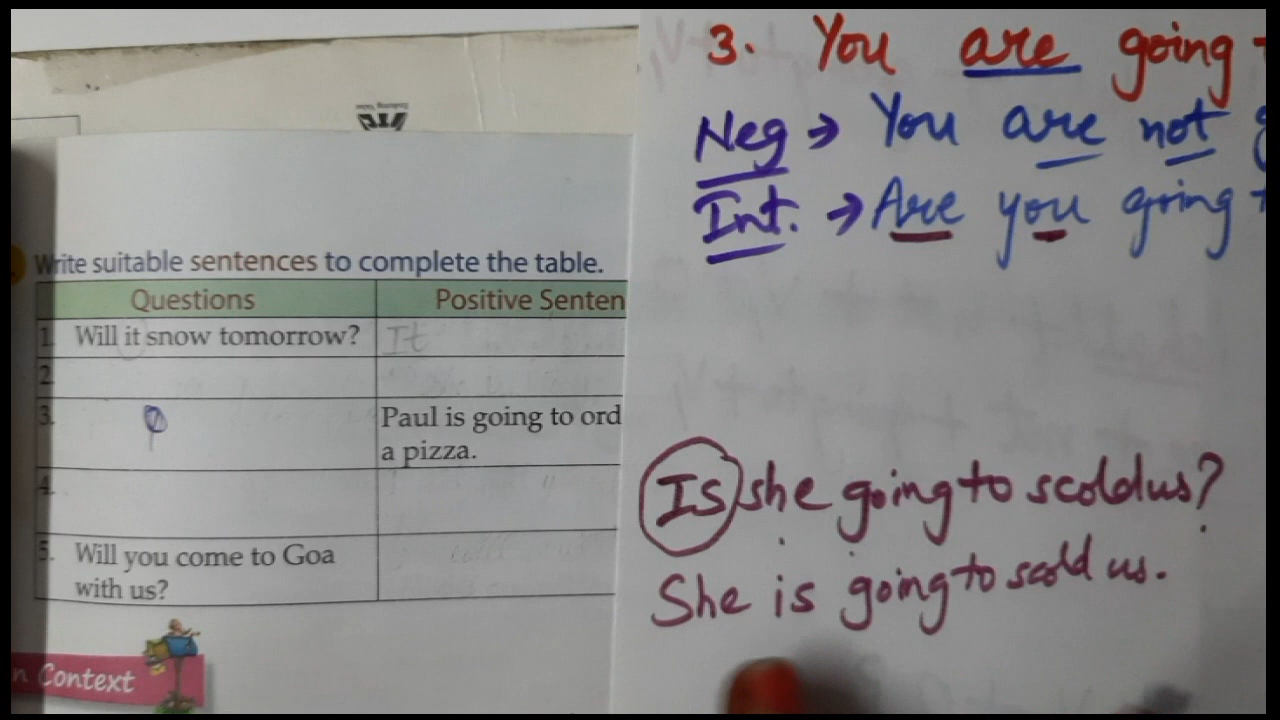 Write suitable sentences to complete the table.
Questions Positive Senten
1. Will it snow tomorrow? It
2.
3. Paul is going to ord
a pizza.
4.
5. Will you come to Goa
with us?
n Context
3. You are going
Neg → You are not
Int. → Are you going
Is she going to scold us?
She is going to scold us.